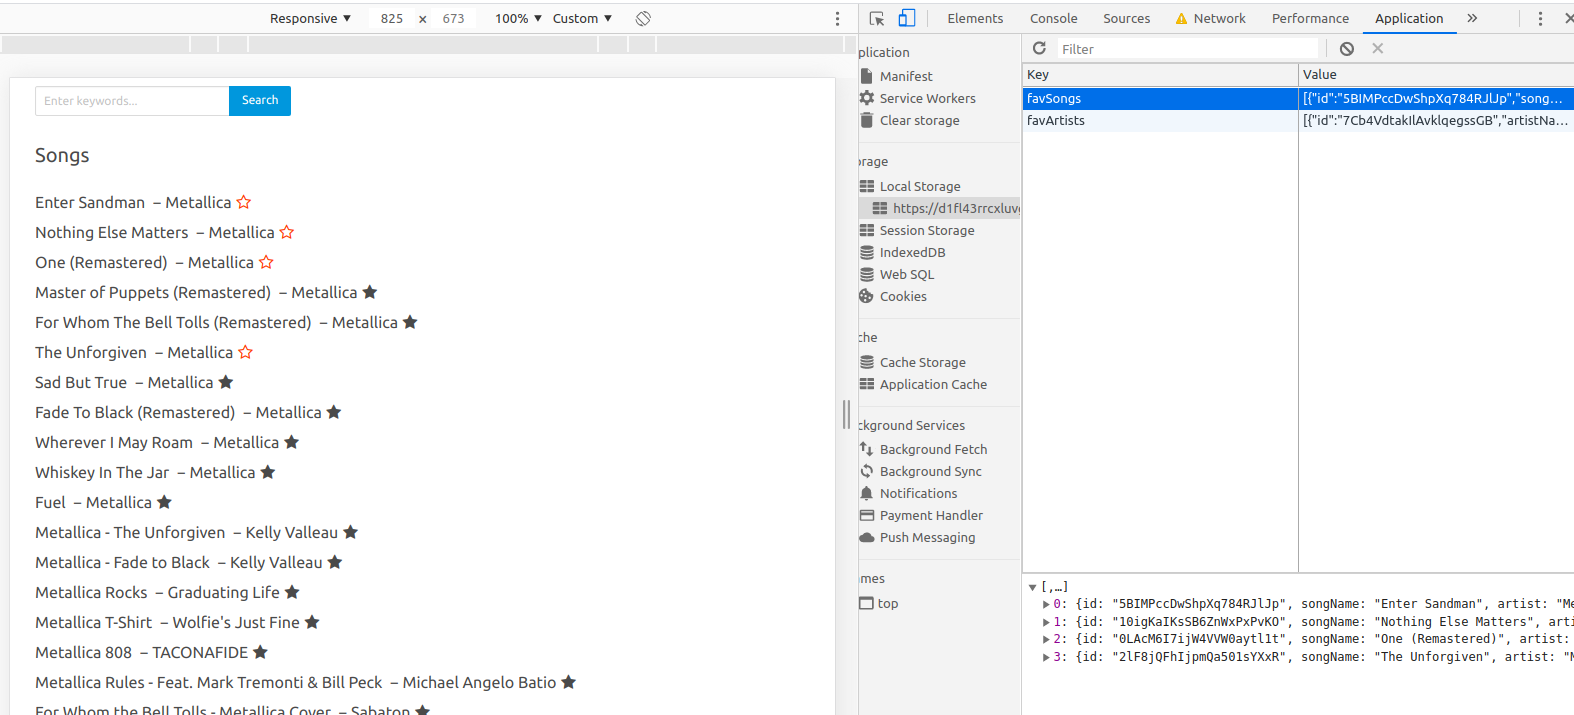 Responsive ▼ 825 x 673 100% ▼ Custom ▼
Elements Console Sources Network Performance Application »
Enter keywords... Search
Songs
Enter Sandman – Metallica
Nothing Else Matters – Metallica
One (Remastered) – Metallica
Master of Puppets (Remastered) – Metallica
For Whom The Bell Tolls (Remastered) – Metallica
The Unforgiven – Metallica
Sad But True – Metallica
Fade To Black (Remastered) – Metallica
Wherever I May Roam – Metallica
Whiskey In The Jar – Metallica
Fuel – Metallica
Metallica - The Unforgiven – Kelly Valleau
Metallica - Fade to Black – Kelly Valleau
Metallica Rocks – Graduating Life
Metallica T-Shirt – Wolfie's Just Fine
Metallica 808 – TACONAFIDE
Metallica Rules - Feat. Mark Tremonti & Bill Peck – Michael Angelo Batio
For Whom the Bell Tolls - Metallica Cover – Sabaton
plication
Manifest
Service Workers
Clear storage
orage
Local Storage
https://d1fl43rrcxluv
Session Storage
IndexedDB
Web SQL
Cookies
che
Cache Storage
Application Cache
ckground Services
Background Fetch
Background Sync
Notifications
Payment Handler
Push Messaging
mes
top
Filter
Key Value
favSongs [{"id":"5BIMPccDwShpXq784RJlJp","song...
favArtists [{"id":"7Cb4VdtakIlAvklqegssGB","artistNa...
[,…]
0: {id: "5BIMPccDwShpXq784RJlJp", songName: "Enter Sandman", artist: "Me
1: {id: "10igKaIKsSB6ZnWxPxPvKO", songName: "Nothing Else Matters", arti
2: {id: "0LAcM6I7ijW4VVW0aytl1t", songName: "One (Remastered)", artist:
3: {id: "2lF8jQFhIjpmQa501sYXxR", songName: "The Unforgiven", artist: "M